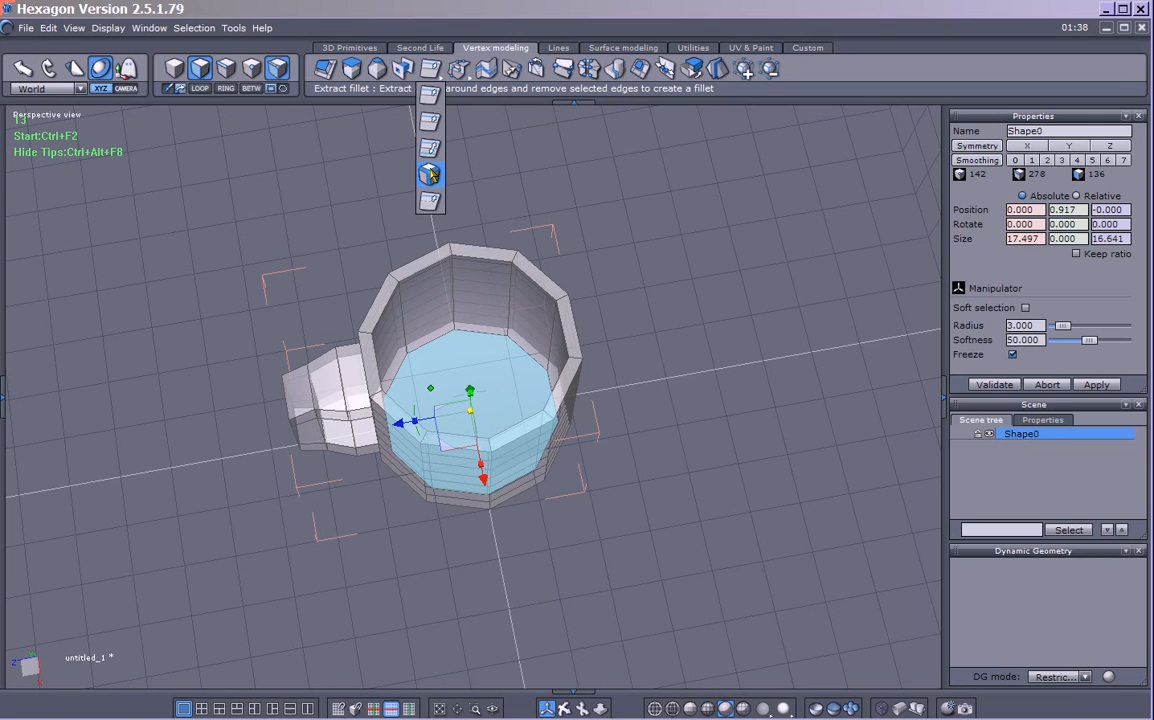 Hexagon Version 2.5.1.79
File Edit View Display Window Selection Tools Help 01:38
3D Primitives Second Life Vertex modeling Lines Surface modeling Utilities UV & Paint Custom
World XYZ CAMERA LOOP RING BETW Extract fillet : Extract around edges and remove selected edges to create a fillet
Perspective view
Start:Ctrl+F2
Hide Tips:Ctrl+Alt+F8
Properties
Name Shape0
Symmetry X Y Z
Smoothing 0 1 2 3 4 5 6 7
142 278 136
Absolute Relative
Position 0.000 0.917 -0.000
Rotate 0.000 0.000 0.000
Size 17.497 0.000 16.641
Keep ratio
Manipulator
Soft selection
Radius 3.000
Softness 50.000
Freeze
Validate Abort Apply
Scene
Scene tree Properties
Shape0
Select
Dynamic Geometry
DG mode: Restric...
untitled_1 *